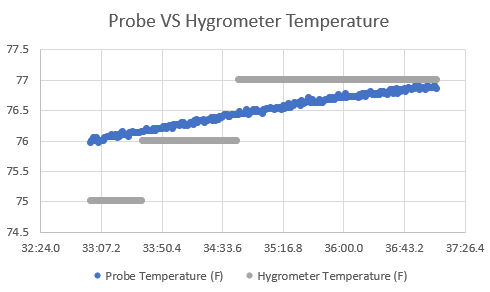 Probe VS Hygrometer Temperature
77.5
77
76.5
76
75.5
75
74.5
32:24.0 33:07.2 33:50.4 34:33.6 35:16.8 36:00.0 36:43.2 37:26.4
Probe Temperature (F) Hygrometer Temperature (F)